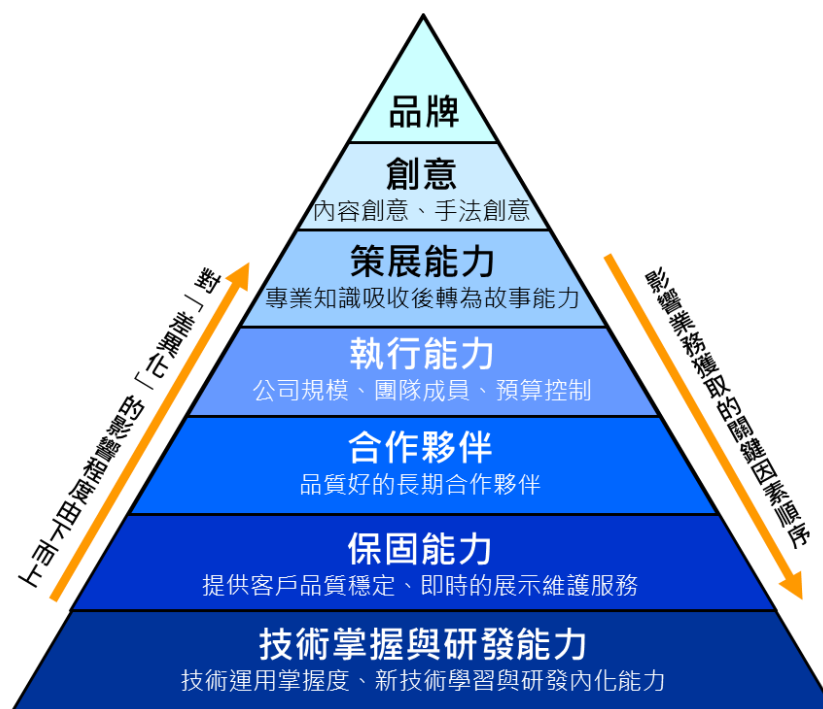 品牌
創意
內容創意、手法創意
策展能力
專業知識吸收後轉為故事能力
執行能力
公司規模、團隊成員、預算控制
合作夥伴
品質好的長期合作夥伴
保固能力
提供客戶品質穩定、即時的展示維護服務
技術掌握與研發能力
技術運用掌握度、新技術學習與研發內化能力
對「差異化」的影響程度由下而上
影響業務獲取的關鍵因素順序